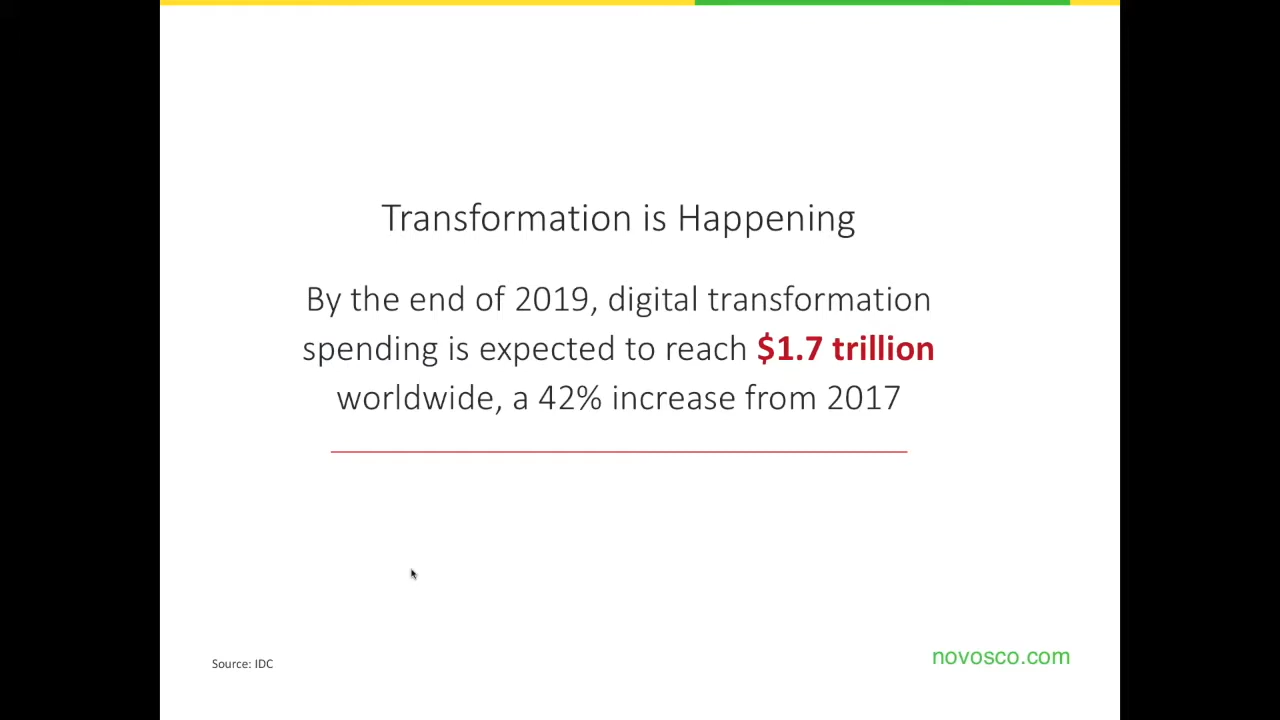 Transformation is Happening
By the end of 2019, digital transformation
spending is expected to reach $1.7 trillion
worldwide, a 42% increase from 2017
Source: IDC
novosco.com